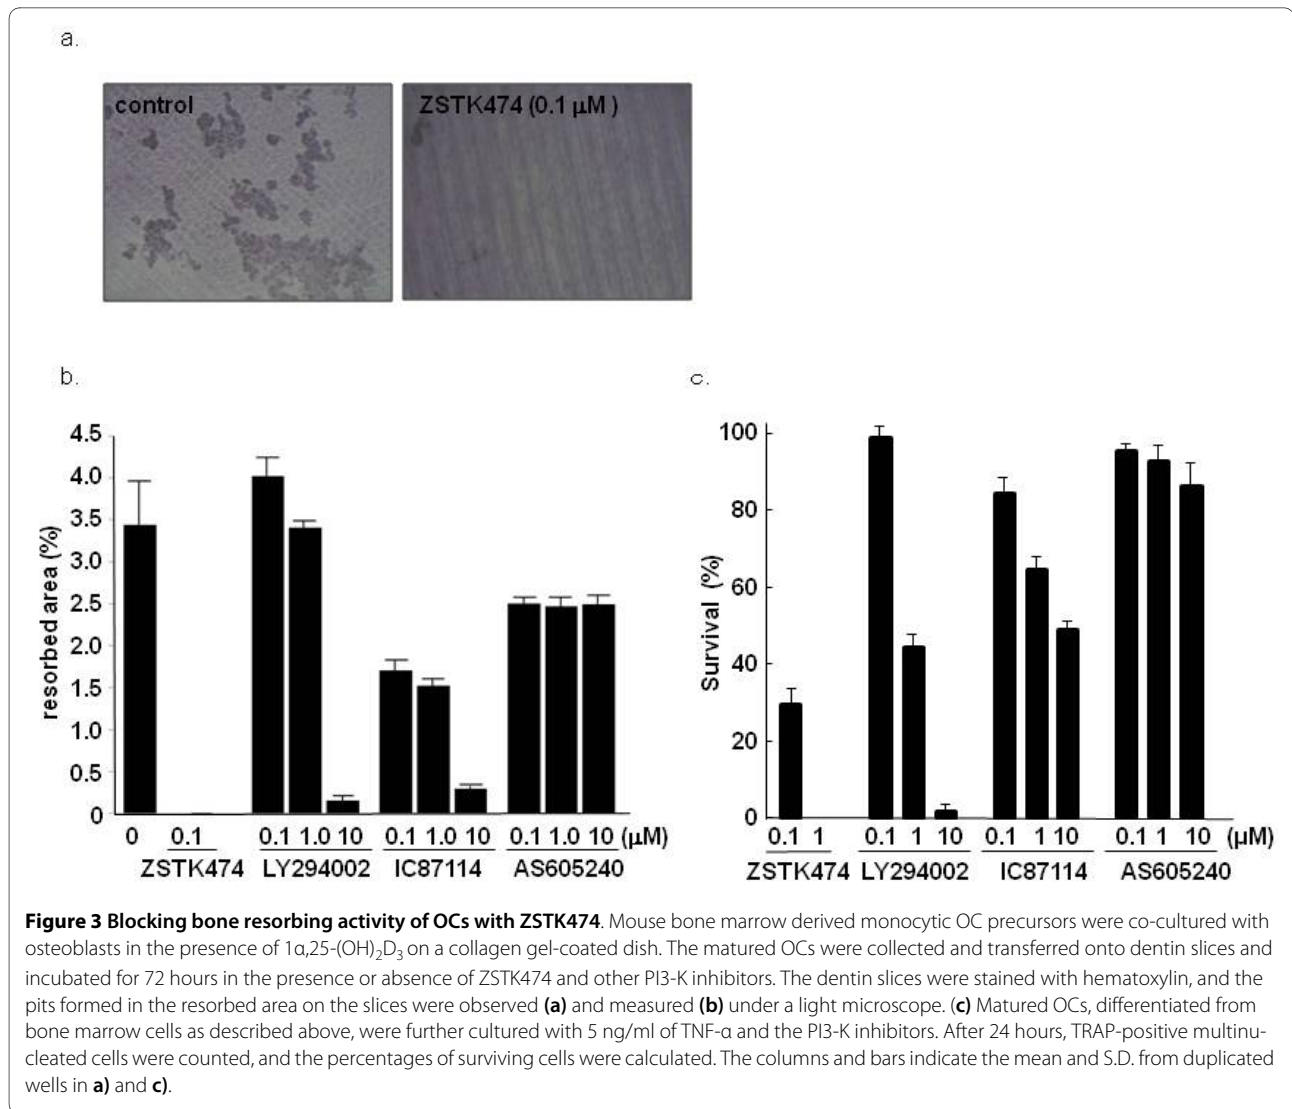 a.
control
ZSTK474 (0.1 µM )
b.
4.5
4.0
3.5
3.0
2.5
2.0
1.5
1.0
0.5
0
resorbed area (%)
0 0.1 0.1 1.0 10 0.1 1.0 10 0.1 1.0 10 (µM)
ZSTK474 LY294002 IC87114 AS605240
c.
100
80
60
40
20
0
Survival (%)
0.1 1 0.1 1 10 0.1 1 10 0.1 1 10 (µM)
ZSTK474 LY294002 IC87114 AS605240
Figure 3 Blocking bone resorbing activity of OCs with ZSTK474. Mouse bone marrow derived monocytic OC precursors were co-cultured with
osteoblasts in the presence of 1α,25-(OH)₂D₃ on a collagen gel-coated dish. The matured OCs were collected and transferred onto dentin slices and
incubated for 72 hours in the presence or absence of ZSTK474 and other PI3-K inhibitors. The dentin slices were stained with hematoxylin, and the
pits formed in the resorbed area on the slices were observed (a) and measured (b) under a light microscope. (c) Matured OCs, differentiated from
bone marrow cells as described above, were further cultured with 5 ng/ml of TNF-α and the PI3-K inhibitors. After 24 hours, TRAP-positive multinu-
cleated cells were counted, and the percentages of surviving cells were calculated. The columns and bars indicate the mean and S.D. from duplicated
wells in a) and c).